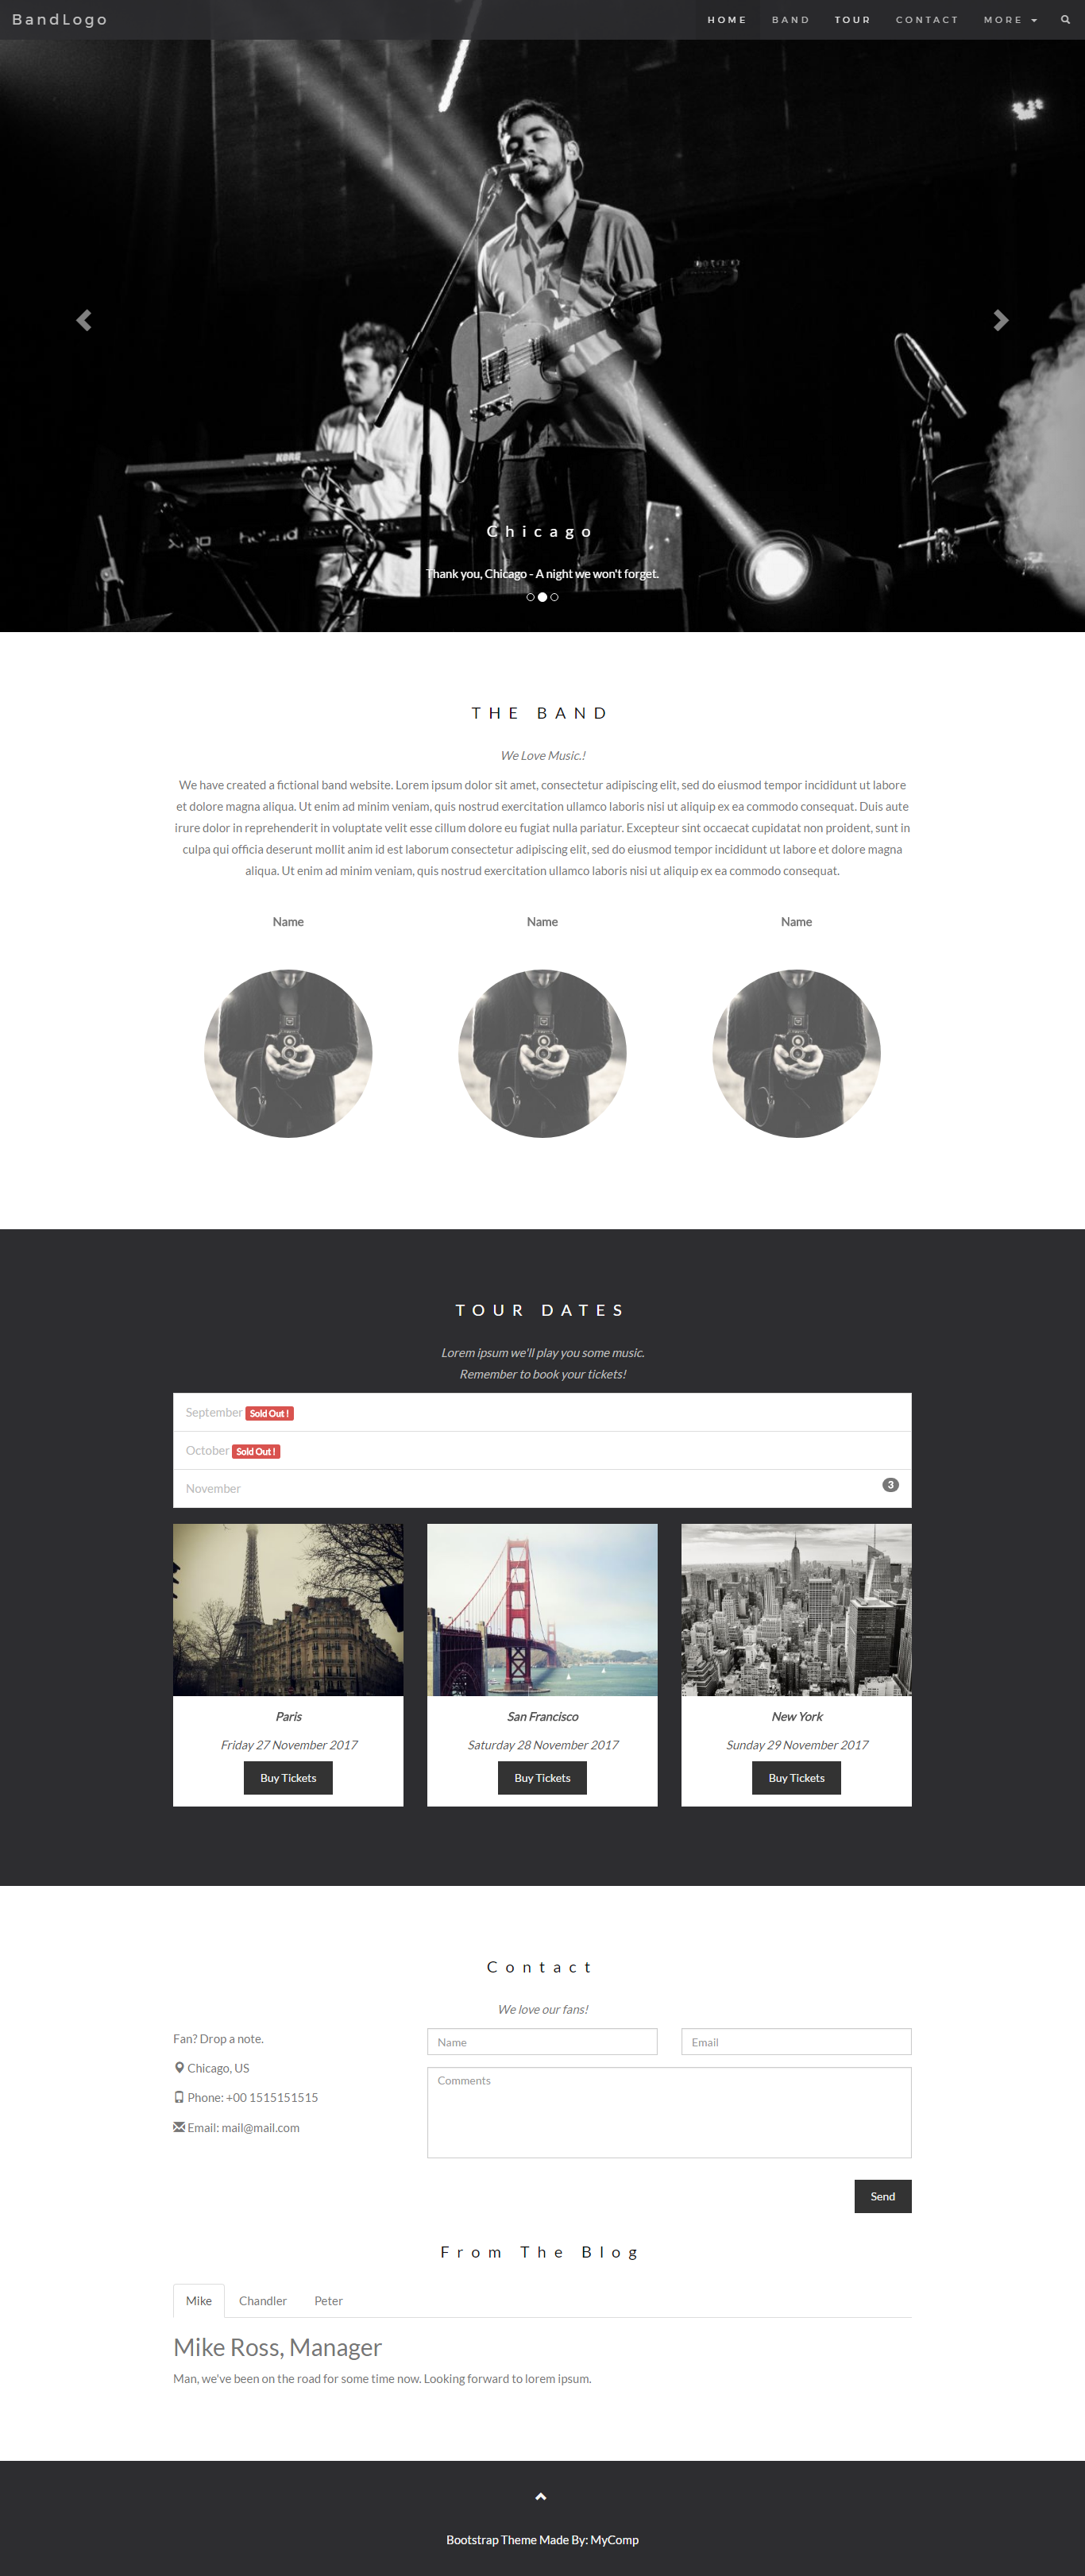 BandLogo
HOME BAND TOUR CONTACT MORE
KORG
Chicago
Thank you, Chicago - A night we won't forget.
THE BAND
We Love Music.!
We have created a fictional band website. Lorem ipsum dolor sit amet, consectetur adipiscing elit, sed do eiusmod tempor incididunt ut labore
et dolore magna aliqua. Ut enim ad minim veniam, quis nostrud exercitation ullamco laboris nisi ut aliquip ex ea commodo consequat. Duis aute
irure dolor in reprehenderit in voluptate velit esse cillum dolore eu fugiat nulla pariatur. Excepteur sint occaecat cupidatat non proident, sunt in
culpa qui officia deserunt mollit anim id est laborum consectetur adipiscing elit, sed do eiusmod tempor incididunt ut labore et dolore magna
aliqua. Ut enim ad minim veniam, quis nostrud exercitation ullamco laboris nisi ut aliquip ex ea commodo consequat.
Name
Name
Name
TOUR DATES
Lorem ipsum we'll play you some music.
Remember to book your tickets!
September Sold Out !
October Sold Out !
November 3
Paris
Friday 27 November 2017
Buy Tickets
San Francisco
Saturday 28 November 2017
Buy Tickets
New York
Sunday 29 November 2017
Buy Tickets
Contact
We love our fans!
Fan? Drop a note.
Chicago, US
Phone: +00 1515151515
Email: mail@mail.com
Name
Email
Comments
Send
From The Blog
Mike Chandler Peter
Mike Ross, Manager
Man, we've been on the road for some time now. Looking forward to lorem ipsum.
Bootstrap Theme Made By: MyComp